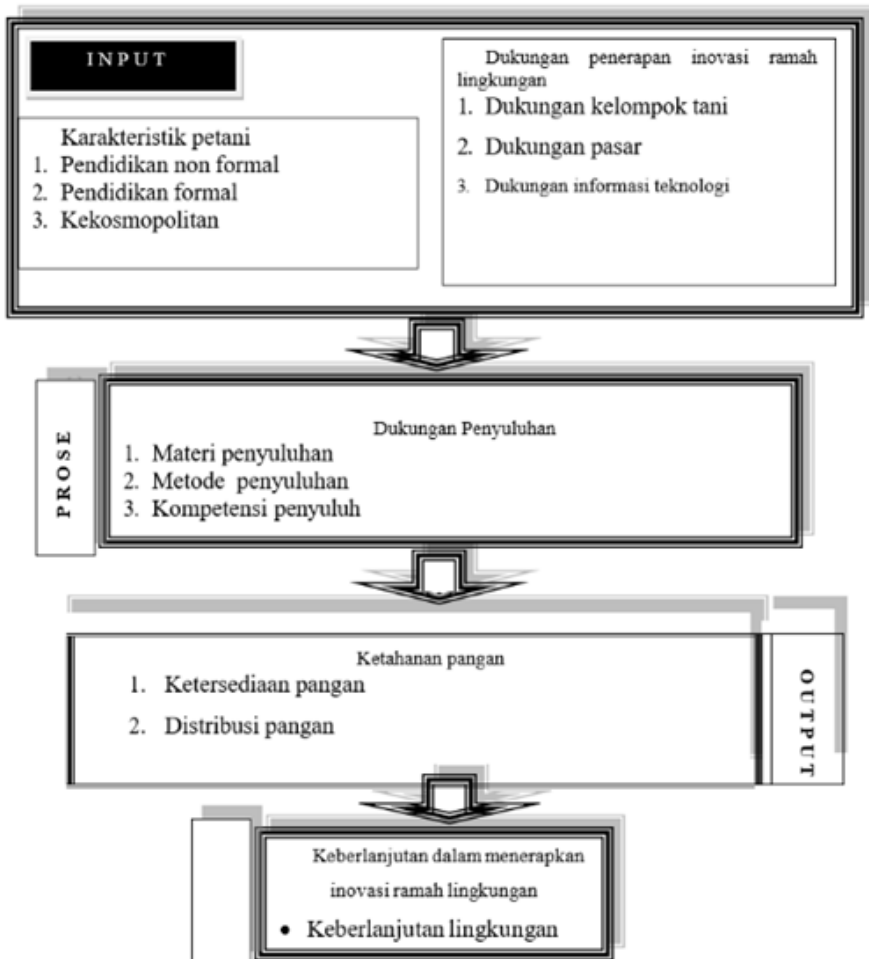 INPUT
Karakteristik petani
1. Pendidikan non formal
2. Pendidikan formal
3. Kekosmopolitan
Dukungan penerapan inovasi ramah
lingkungan
1. Dukungan kelompok tani
2. Dukungan pasar
3. Dukungan informasi teknologi
PROSE
Dukungan Penyuluhan
1. Materi penyuluhan
2. Metode penyuluhan
3. Kompetensi penyuluh
Ketahanan pangan
1. Ketersediaan pangan
2. Distribusi pangan
OUTPUT
Keberlanjutan dalam menerapkan
inovasi ramah lingkungan
• Keberlanjutan lingkungan